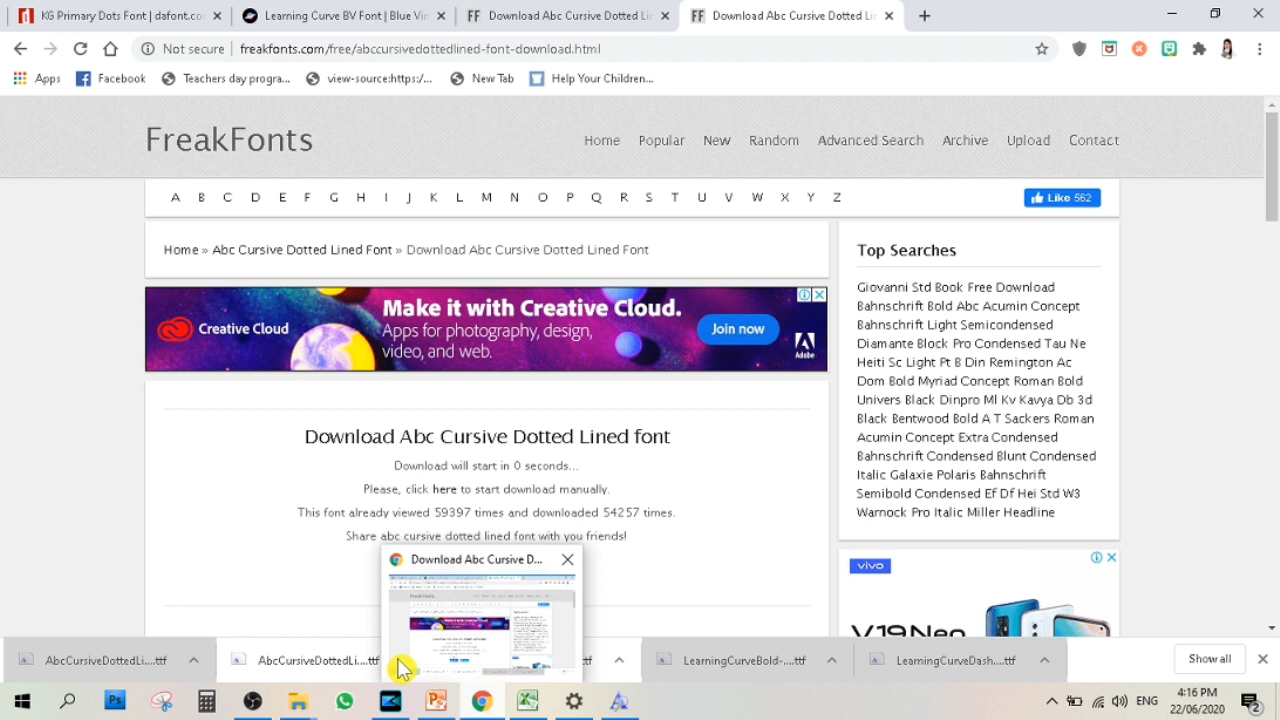 KG Primary Dots Font | dafont.co
Learning Curve BV Font | Blue Vin
FF Download Abc Cursive Dotted Lin
FF Download Abc Cursive Dotted Lin
Not secure | freakfonts.com/free/abccursivedottedlined-font-download.html
Apps
Facebook
Teachers day progra...
view-source:https:/...
New Tab
Help Your Children...
FreakFonts
Home Popular New Random Advanced Search Archive Upload Contact
A B C D E F G H I J K L M N O P Q R S T U V W X Y Z
Like 562
Home » Abc Cursive Dotted Lined Font » Download Abc Cursive Dotted Lined Font
Creative Cloud
Make it with Creative Cloud.
Apps for photography, design,
video, and web.
Join now
Adobe
Top Searches
Giovanni Std Book Free Download
Bahnschrift Bold Abc Acumin Concept
Bahnschrift Light Semicondensed
Diamante Block Pro Condensed Tau Ne
Heiti Sc Light Pt B Din Remington Ac
Dom Bold Myriad Concept Roman Bold
Univers Black Dinpro Ml Kv Kavya Db 3d
Black Bentwood Bold A T Sackers Roman
Acumin Concept Extra Condensed
Bahnschrift Condensed Blunt Condensed
Italic Galaxie Polaris Bahnschrift
Semibold Condensed Ef Df Hei Std W3
Warnock Pro Italic Miller Headline
Download Abc Cursive Dotted Lined font
Download will start in 0 seconds...
Please, click here to start download manually.
This font already viewed 59397 times and downloaded 54257 times.
Share abc cursive dotted lined font with you friends!
vivo
Download Abc Cursive D...
AbcCursiveDottedLi....ttf
AbcCursiveDottedLi....ttf
ttf
LearningCurveBold-....ttf
LearningCurveDash....ttf
Show all
Ps
ENG
4:16 PM
22/06/2020
2